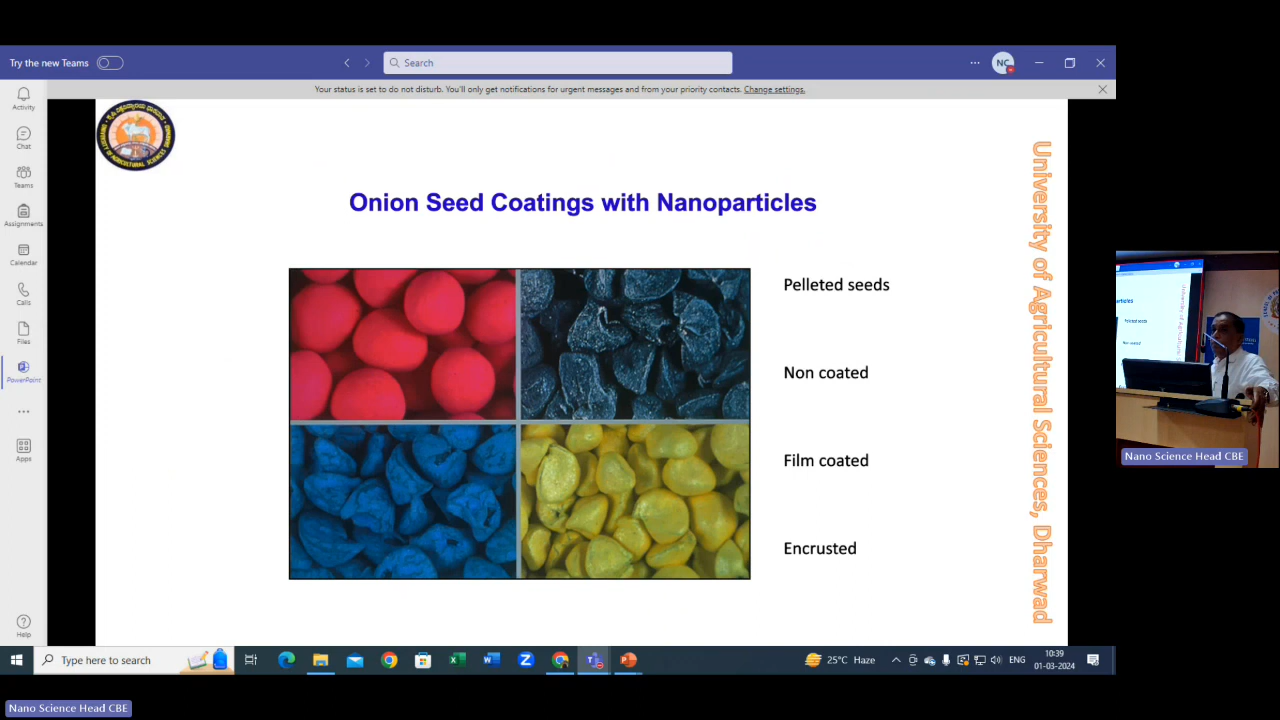 Try the new Teams
Search
NC
Your status is set to do not disturb. You'll only get notifications for urgent messages and from your priority contacts. Change settings.
Activity
Chat
Teams
Assignments
Calendar
Calls
Files
PowerPoint
Apps
Help
Onion Seed Coatings with Nanoparticles
Pelleted seeds
Non coated
Film coated
Encrusted
University of Agricultural Sciences, Dharwad
Nano Science Head CBE
Type here to search
25°C Haze
ENG
10:39
01-03-2024
Nano Science Head CBE